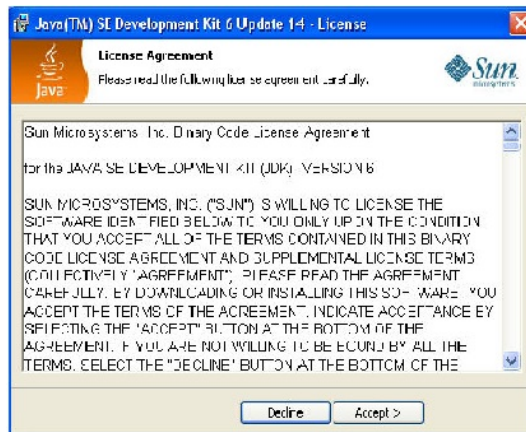 Java(TM) SE Development Kit 6 Update 14 - License
License Agreement
Please read the following license agreement carefully.
Java
Sun
microsystems
Sun Microsystems, Inc. Binary Code License Agreement
for the JAVA SE DEVELOPMENT KIT (JDK), VERSION 6
SUN MICROSYSTEMS, INC. ("SUN") IS WILLING TO LICENSE THE
SOFTWARE IDENTIFIED BELOW TO YOU ONLY UPON THE CONDITION
THAT YOU ACCEPT ALL OF THE TERMS CONTAINED IN THIS BINARY
CODE LICENSE AGREEMENT AND SUPPLEMENTAL LICENSE TERMS
(COLLECTIVELY "AGREEMENT"). PLEASE READ THE AGREEMENT
CAREFULLY. BY DOWNLOADING OR INSTALLING THIS SOFTWARE, YOU
ACCEPT THE TERMS OF THE AGREEMENT. INDICATE ACCEPTANCE BY
SELECTING THE "ACCEPT" BUTTON AT THE BOTTOM OF THE
AGREEMENT. IF YOU ARE NOT WILLING TO BE BOUND BY ALL THE
TERMS, SELECT THE "DECLINE" BUTTON AT THE BOTTOM OF THE
Decline
Accept >